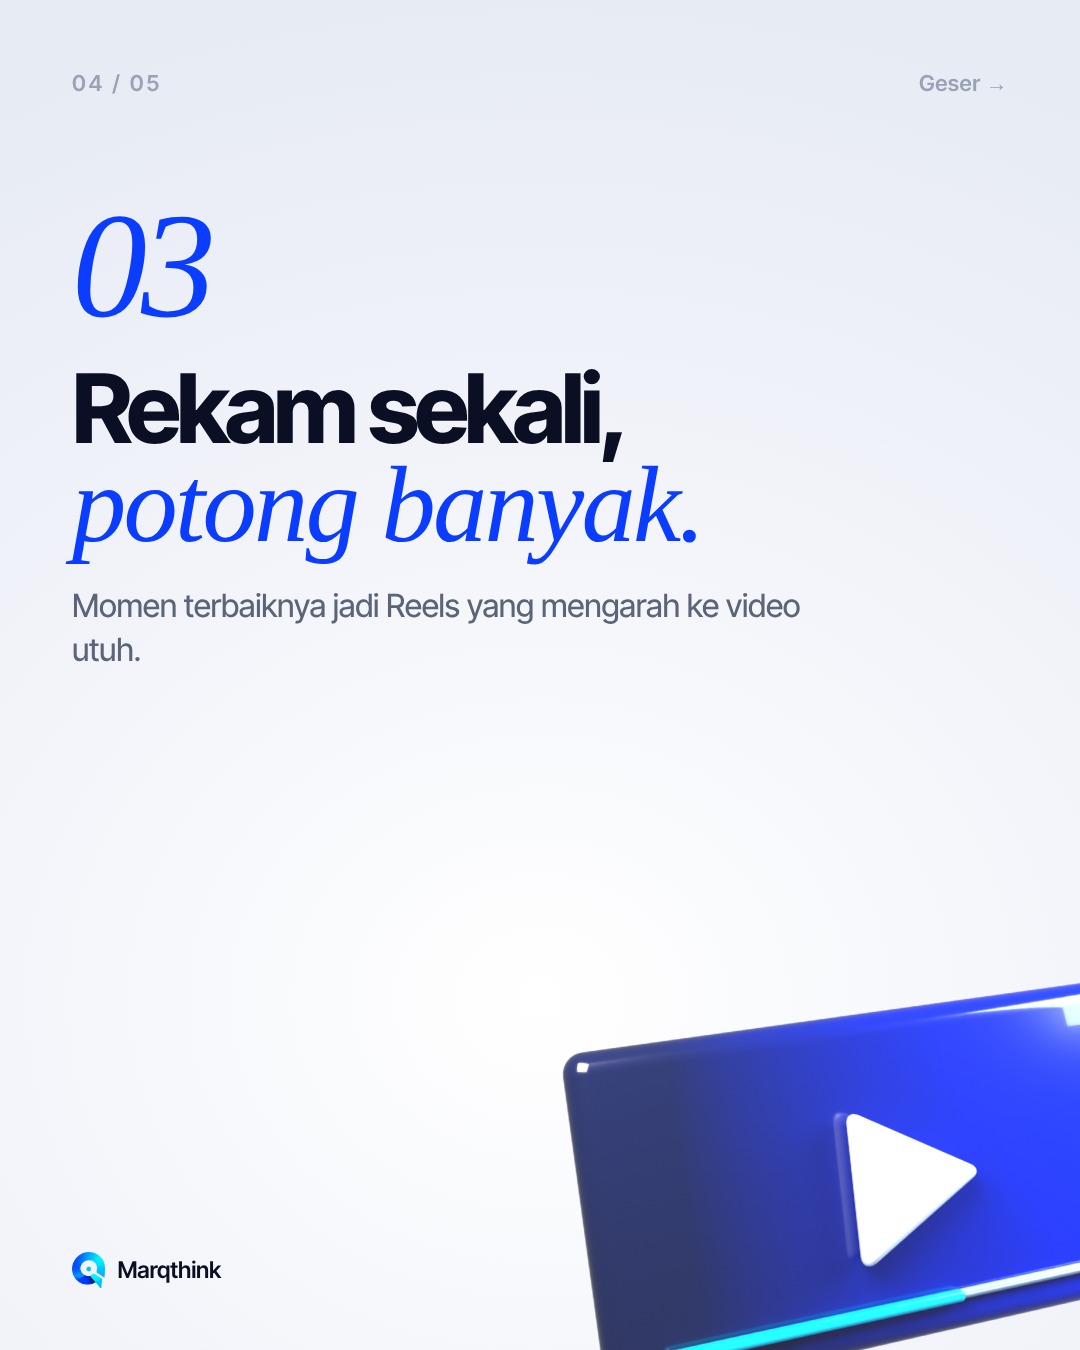 04 / 05
Geser →
03
Rekam sekali,
potong banyak.
Momen terbaiknya jadi Reels yang mengarah ke video
utuh.
Marqthink